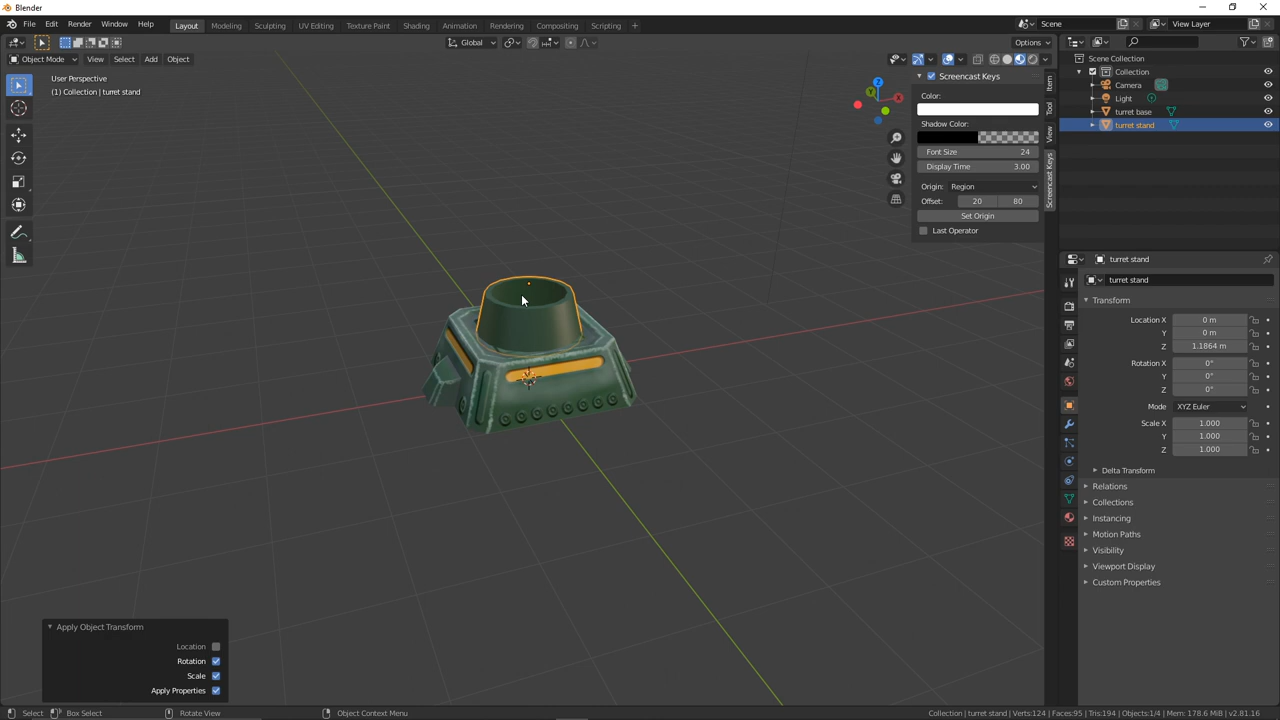 Blender
File Edit Render Window Help Layout Modeling Sculpting UV Editing Texture Paint Shading Animation Rendering Compositing Scripting + Scene View Layer
Global Options
Object Mode View Select Add Object
User Perspective
(1) Collection | turret stand
Screencast Keys
Color:
Shadow Color:
Font Size 24
Display Time 3.00
Origin: Region
Offset: 20 80
Set Origin
Last Operator
Item
Tool
View
Screencast Keys
Scene Collection
Collection
Camera
Light
turret base
turret stand
turret stand
turret stand
Transform
Location X 0 m
Y 0 m
Z 1.1864 m
Rotation X 0°
Y 0°
Z 0°
Mode XYZ Euler
Scale X 1.000
Y 1.000
Z 1.000
Delta Transform
Relations
Collections
Instancing
Motion Paths
Visibility
Viewport Display
Custom Properties
Apply Object Transform
Location
Rotation
Scale
Apply Properties
Select Box Select Rotate View Object Context Menu Collection | turret stand | Verts:124 | Faces:95 | Tris:194 | Objects:1/4 | Mem: 178.6 MiB | v2.81.16